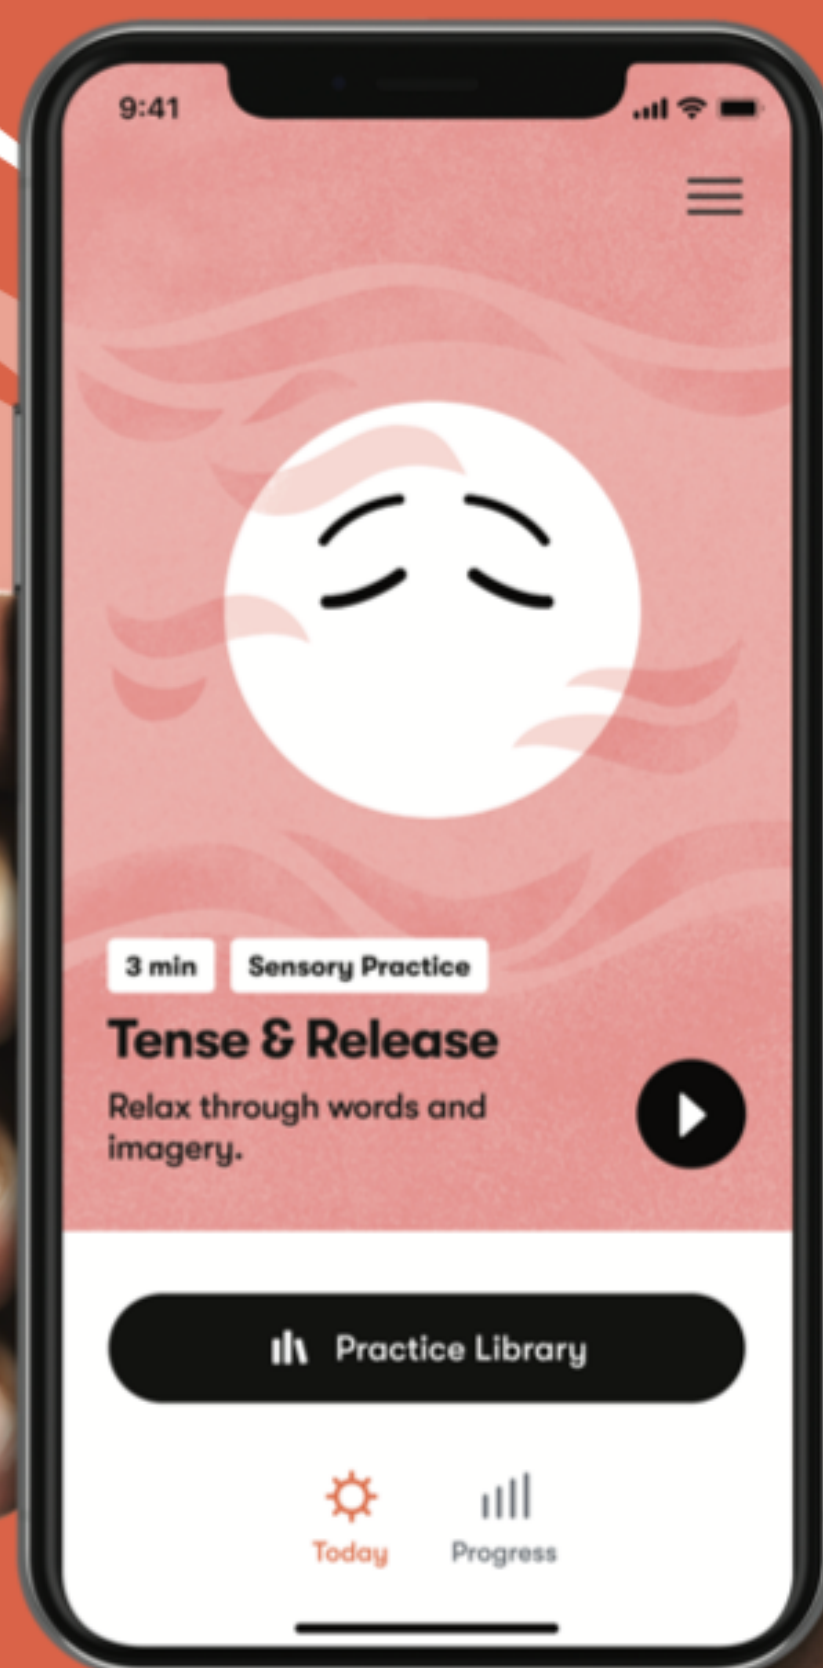 9:41
3 min Sensory Practice
Tense & Release
Relax through words and
imagery.
Practice Library
Today Progress